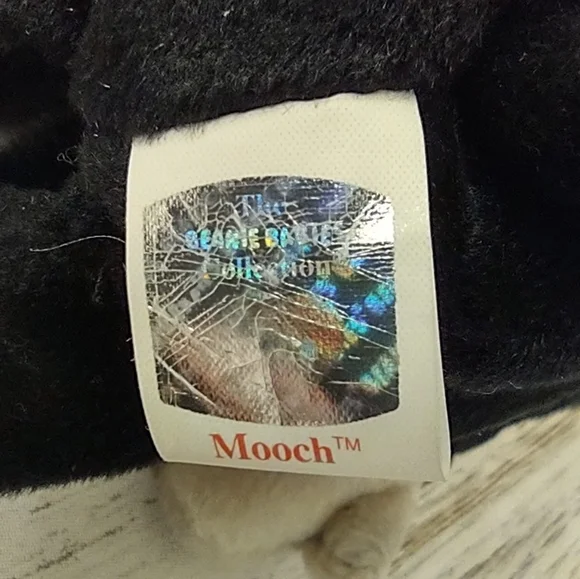 The
BEANIE BABIES
Collection
Mooch™